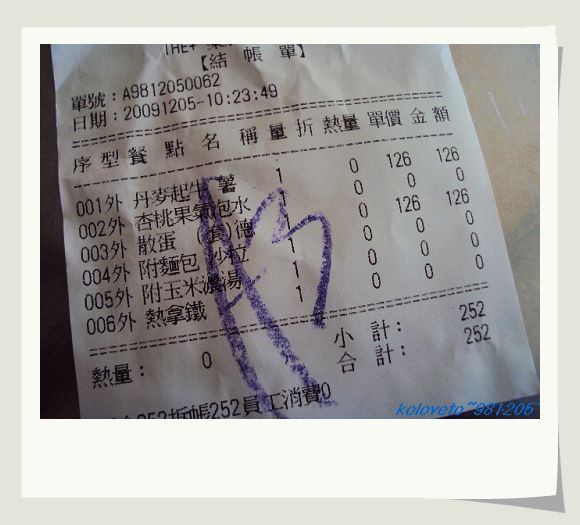 【結 帳 單】
單號：A9812050062
日期：20091205-10:23:49
序 型 餐 點 名 稱 量 折 熱量 單價 金額
001外 丹麥起牛 薯 1 0 126 126
002外 杏桃果氣泡水 1 0 0 0
003外 散蛋 (套)德 1 0 126 126
004外 附麵包 沙拉 1 0 0 0
005外 附玉米濃湯 1 0 0 0
006外 熱拿鐵 1 0 0 0
熱量： 0 小 計： 252
合 計： 252
252折帳252員工消費0
koloveto~981205